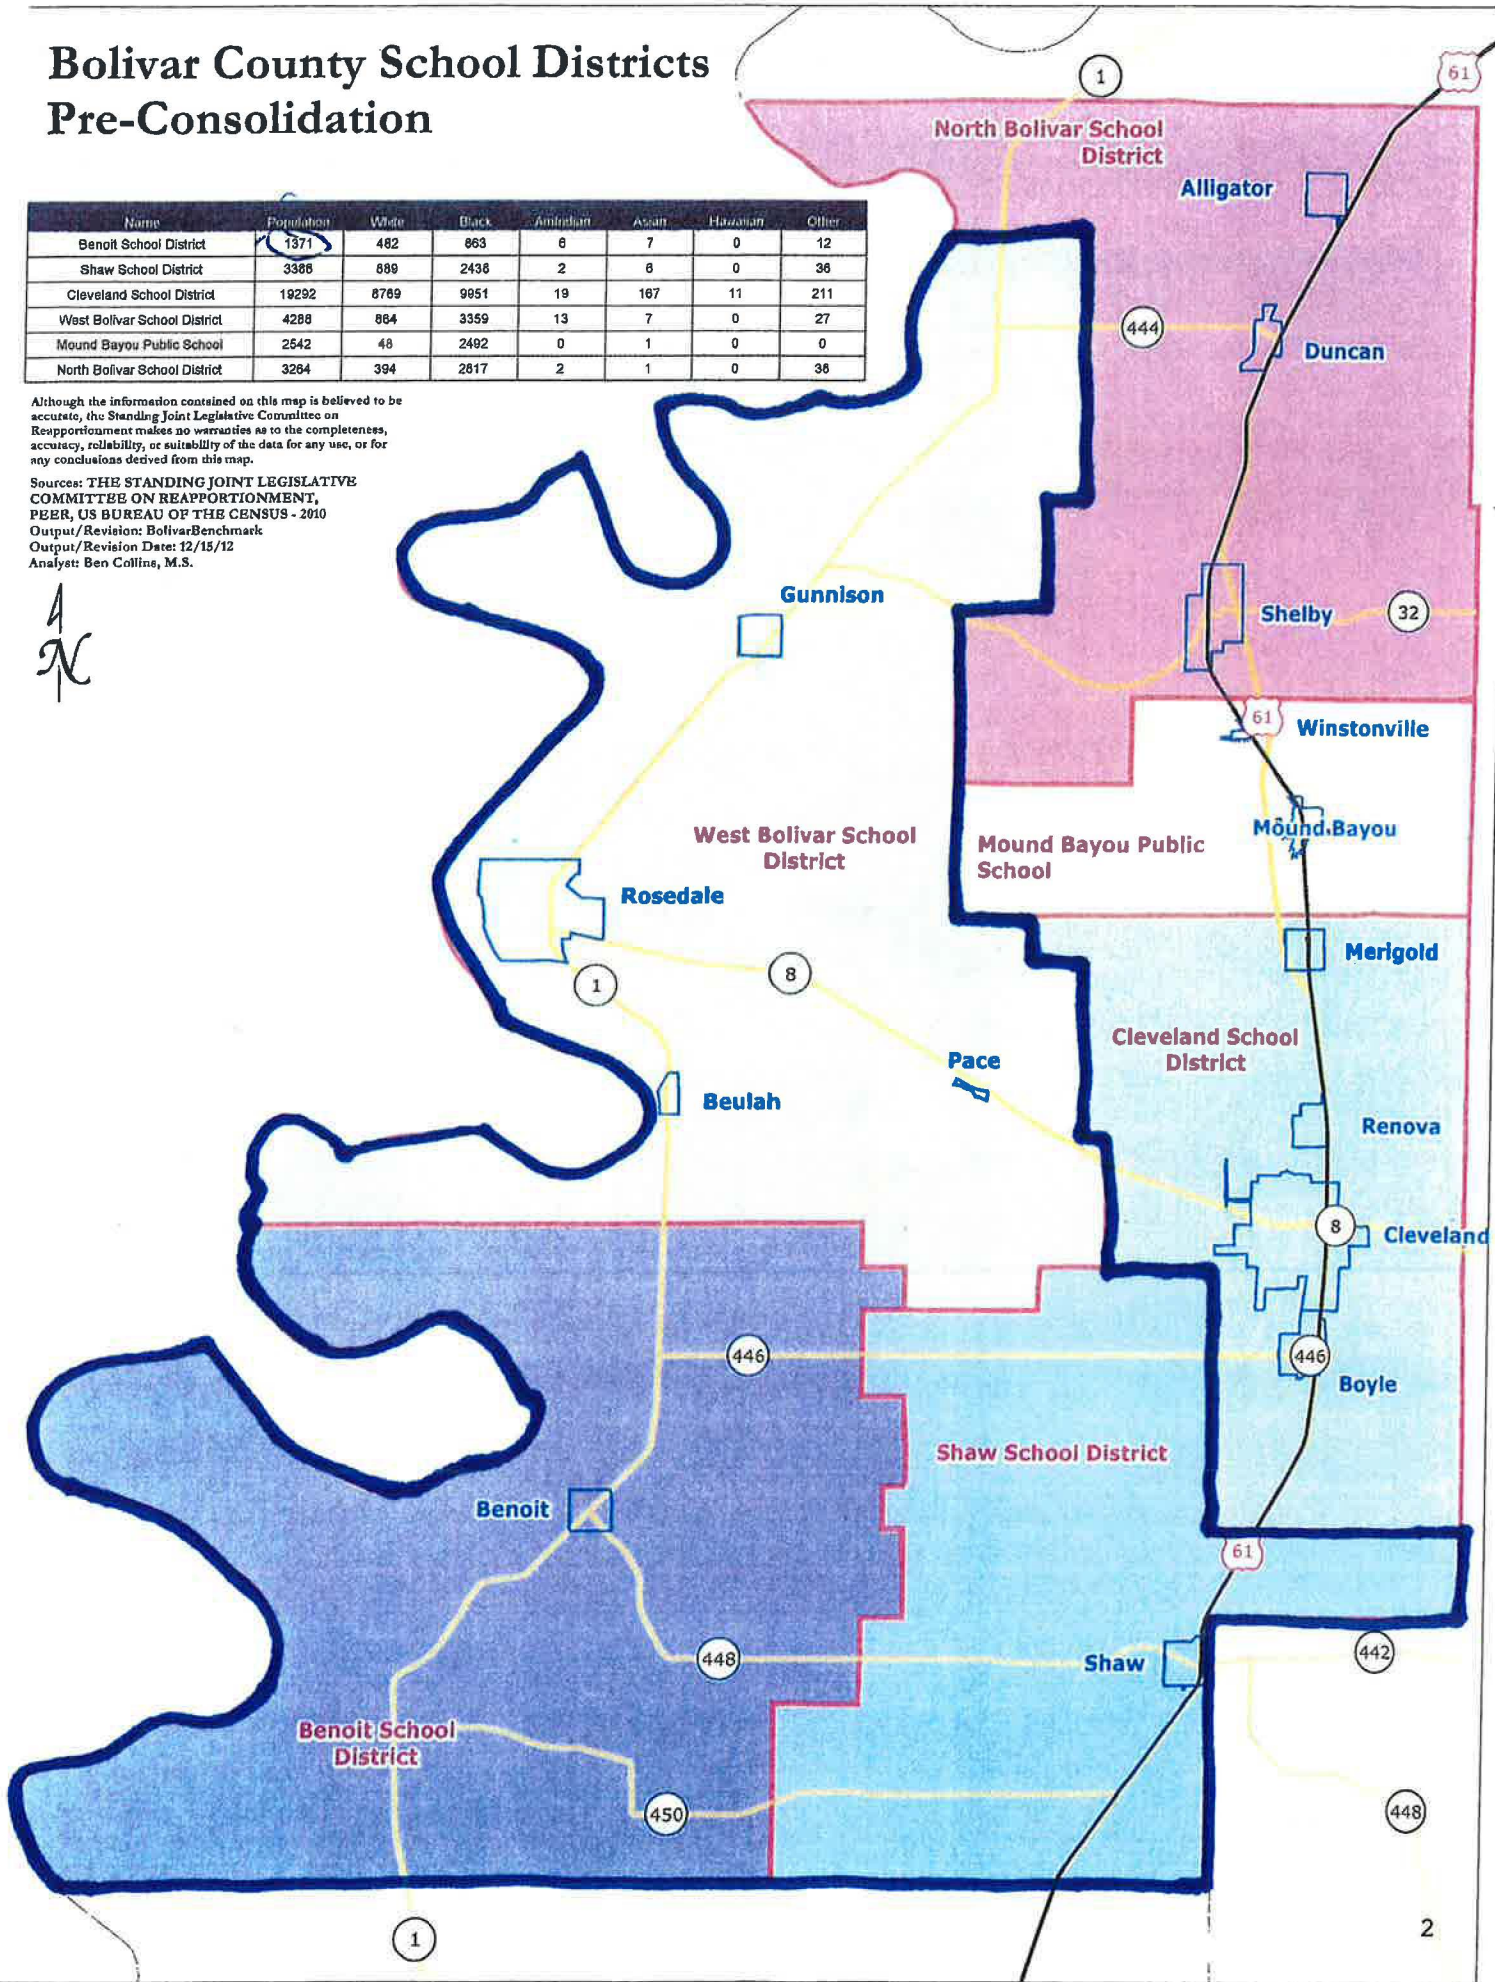 Bolivar County School Districts
Pre-Consolidation
Name Population White Black AmIndian Asian Hawaiian Other
Benoit School District 1371 482 863 6 7 0 12
Shaw School District 3386 889 2436 2 6 0 36
Cleveland School District 19292 8769 9951 19 167 11 211
West Bolivar School District 4288 864 3359 13 7 0 27
Mound Bayou Public School 2542 48 2492 0 1 0 0
North Bolivar School District 3264 394 2817 2 1 0 36
Although the information contained on this map is believed to be
accurate, the Standing Joint Legislative Committee on
Reapportionment makes no warranties as to the completeness,
accuracy, reliability, or suitability of the data for any use, or for
any conclusions derived from this map.
Sources: THE STANDING JOINT LEGISLATIVE
COMMITTEE ON REAPPORTIONMENT,
PEER, US BUREAU OF THE CENSUS - 2010
Output/Revision: BolivarBenchmark
Output/Revision Date: 12/15/12
Analyst: Ben Collins, M.S.
N
1
61
North Bolivar School
District
Alligator
444
Duncan
Gunnison
Shelby
32
61
Winstonville
Mound Bayou
West Bolivar School
District
Mound Bayou Public
School
Rosedale
Merigold
1
8
Cleveland School
District
Pace
Beulah
Renova
8
Cleveland
446
446
Boyle
Shaw School District
Benoit
61
448
Shaw
442
Benoit School
District
450
448
1
2